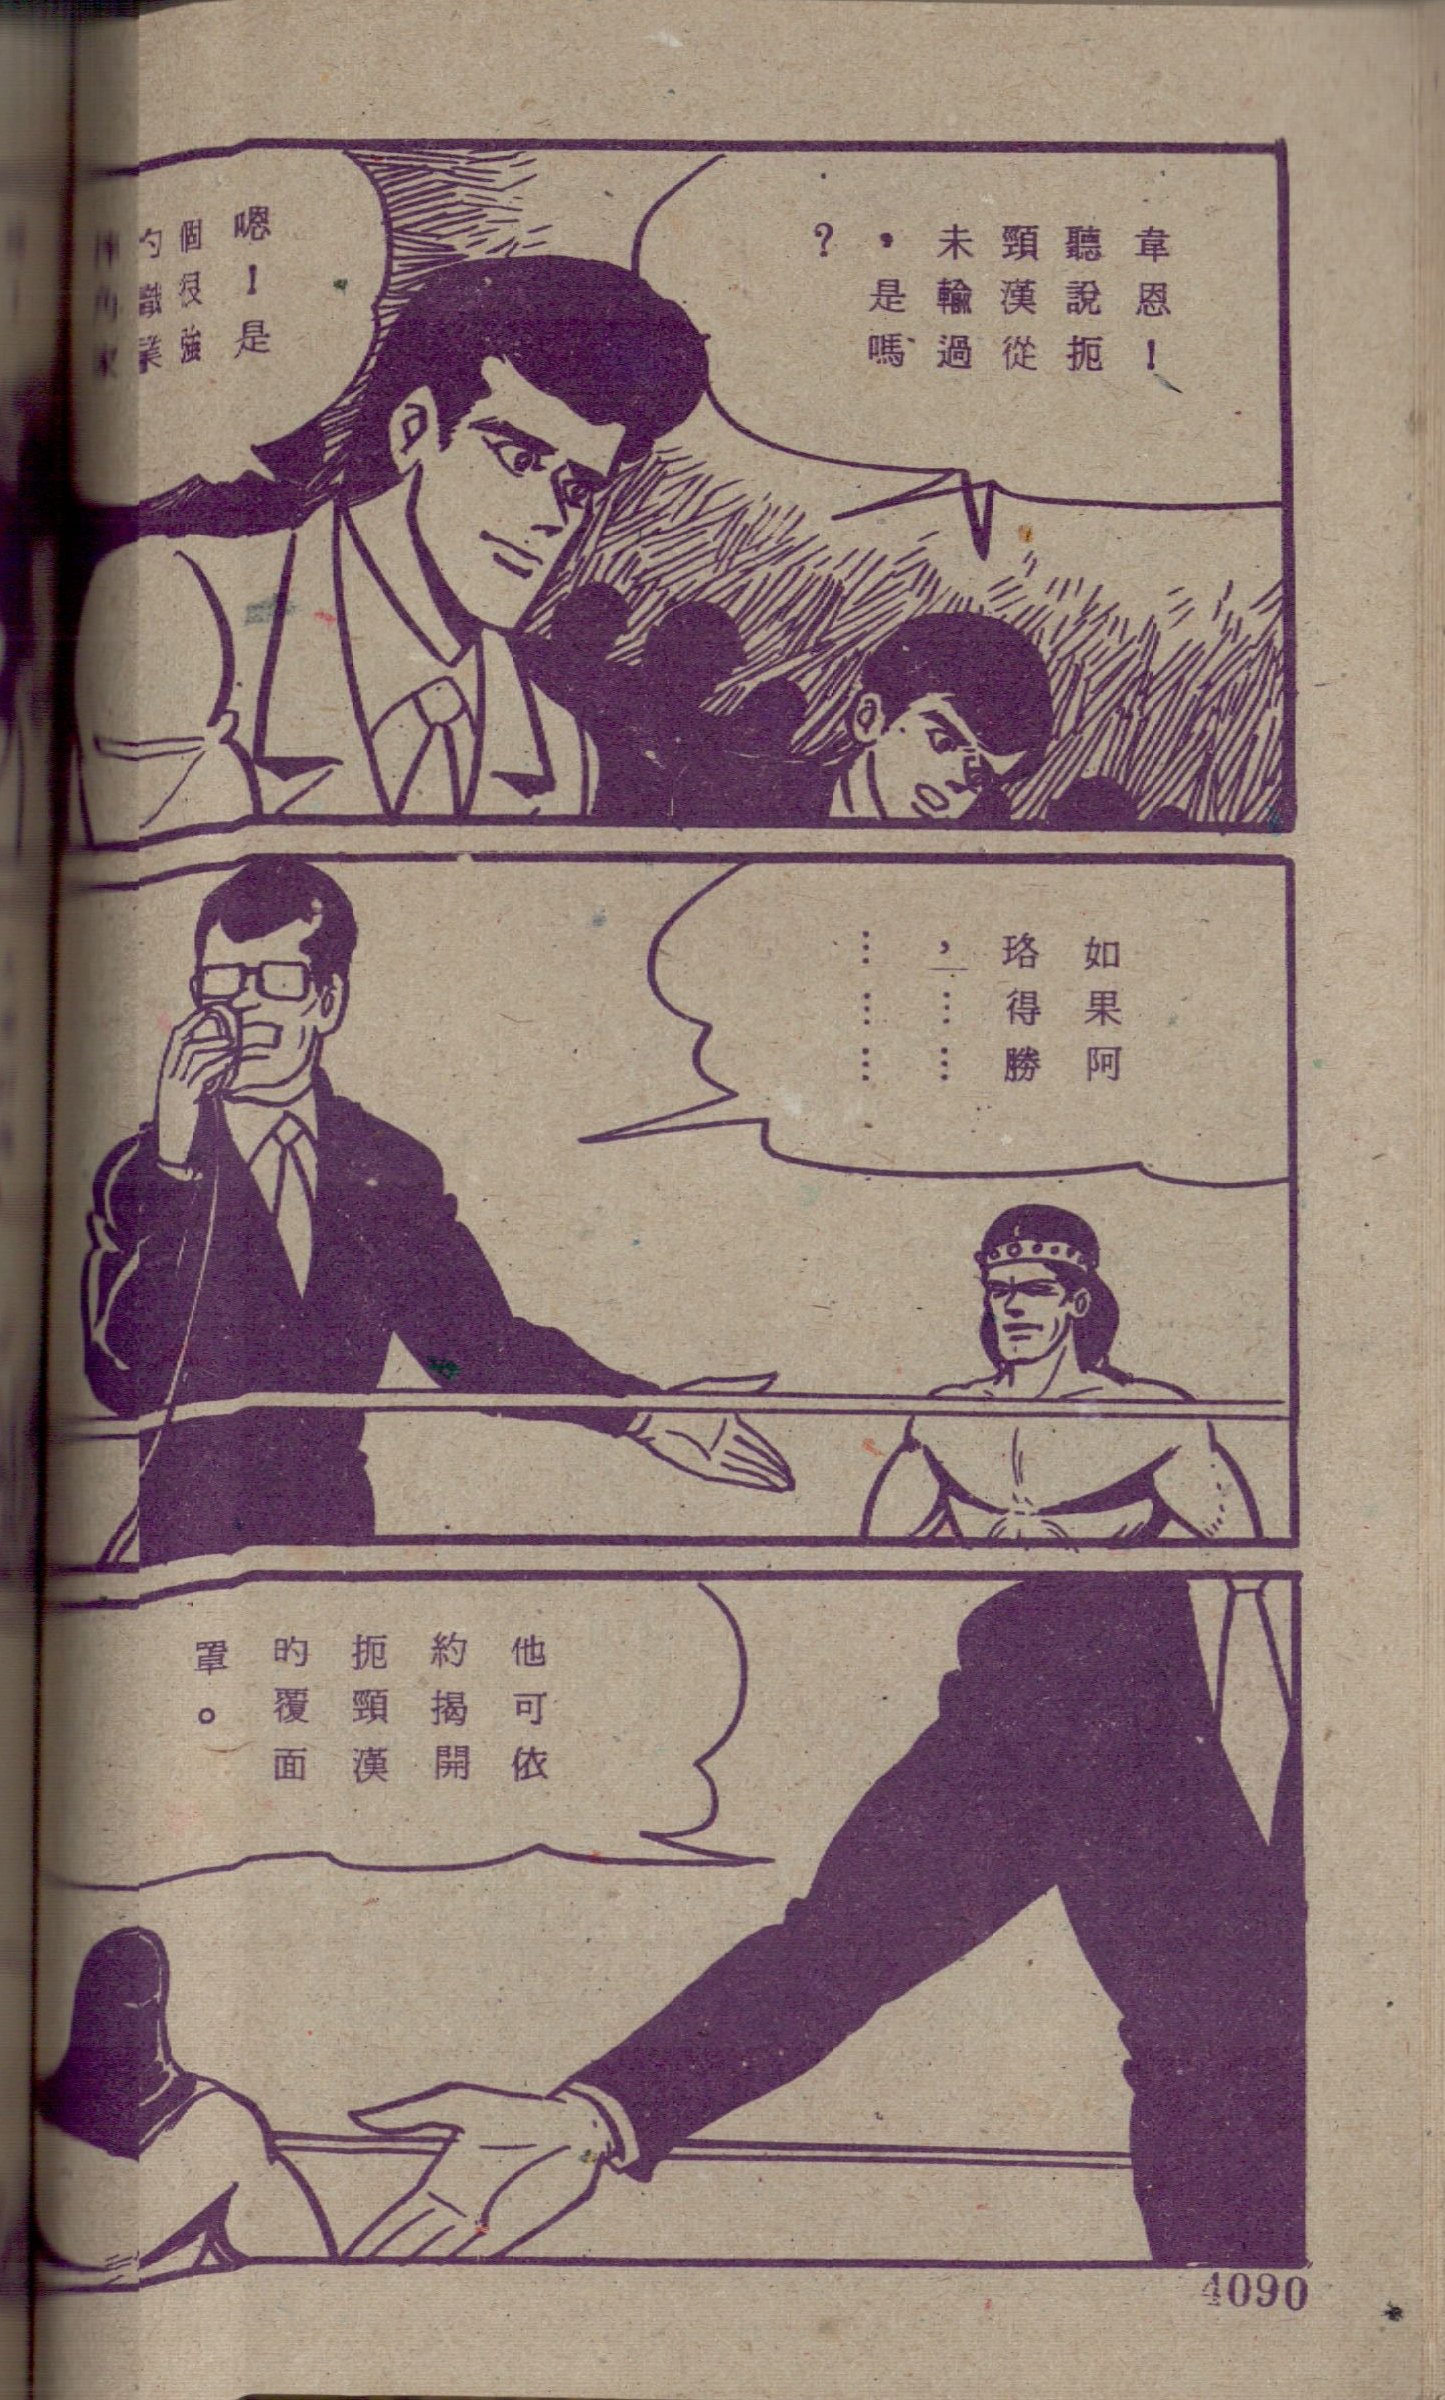 韋恩！
聽說扼
頸漢從
未輸過
，是嗎
？
嗯！是
個很強
的職業
如果阿
珞得勝
，……
………
他可依
約揭開
扼頸漢
的覆面
罩。
4090